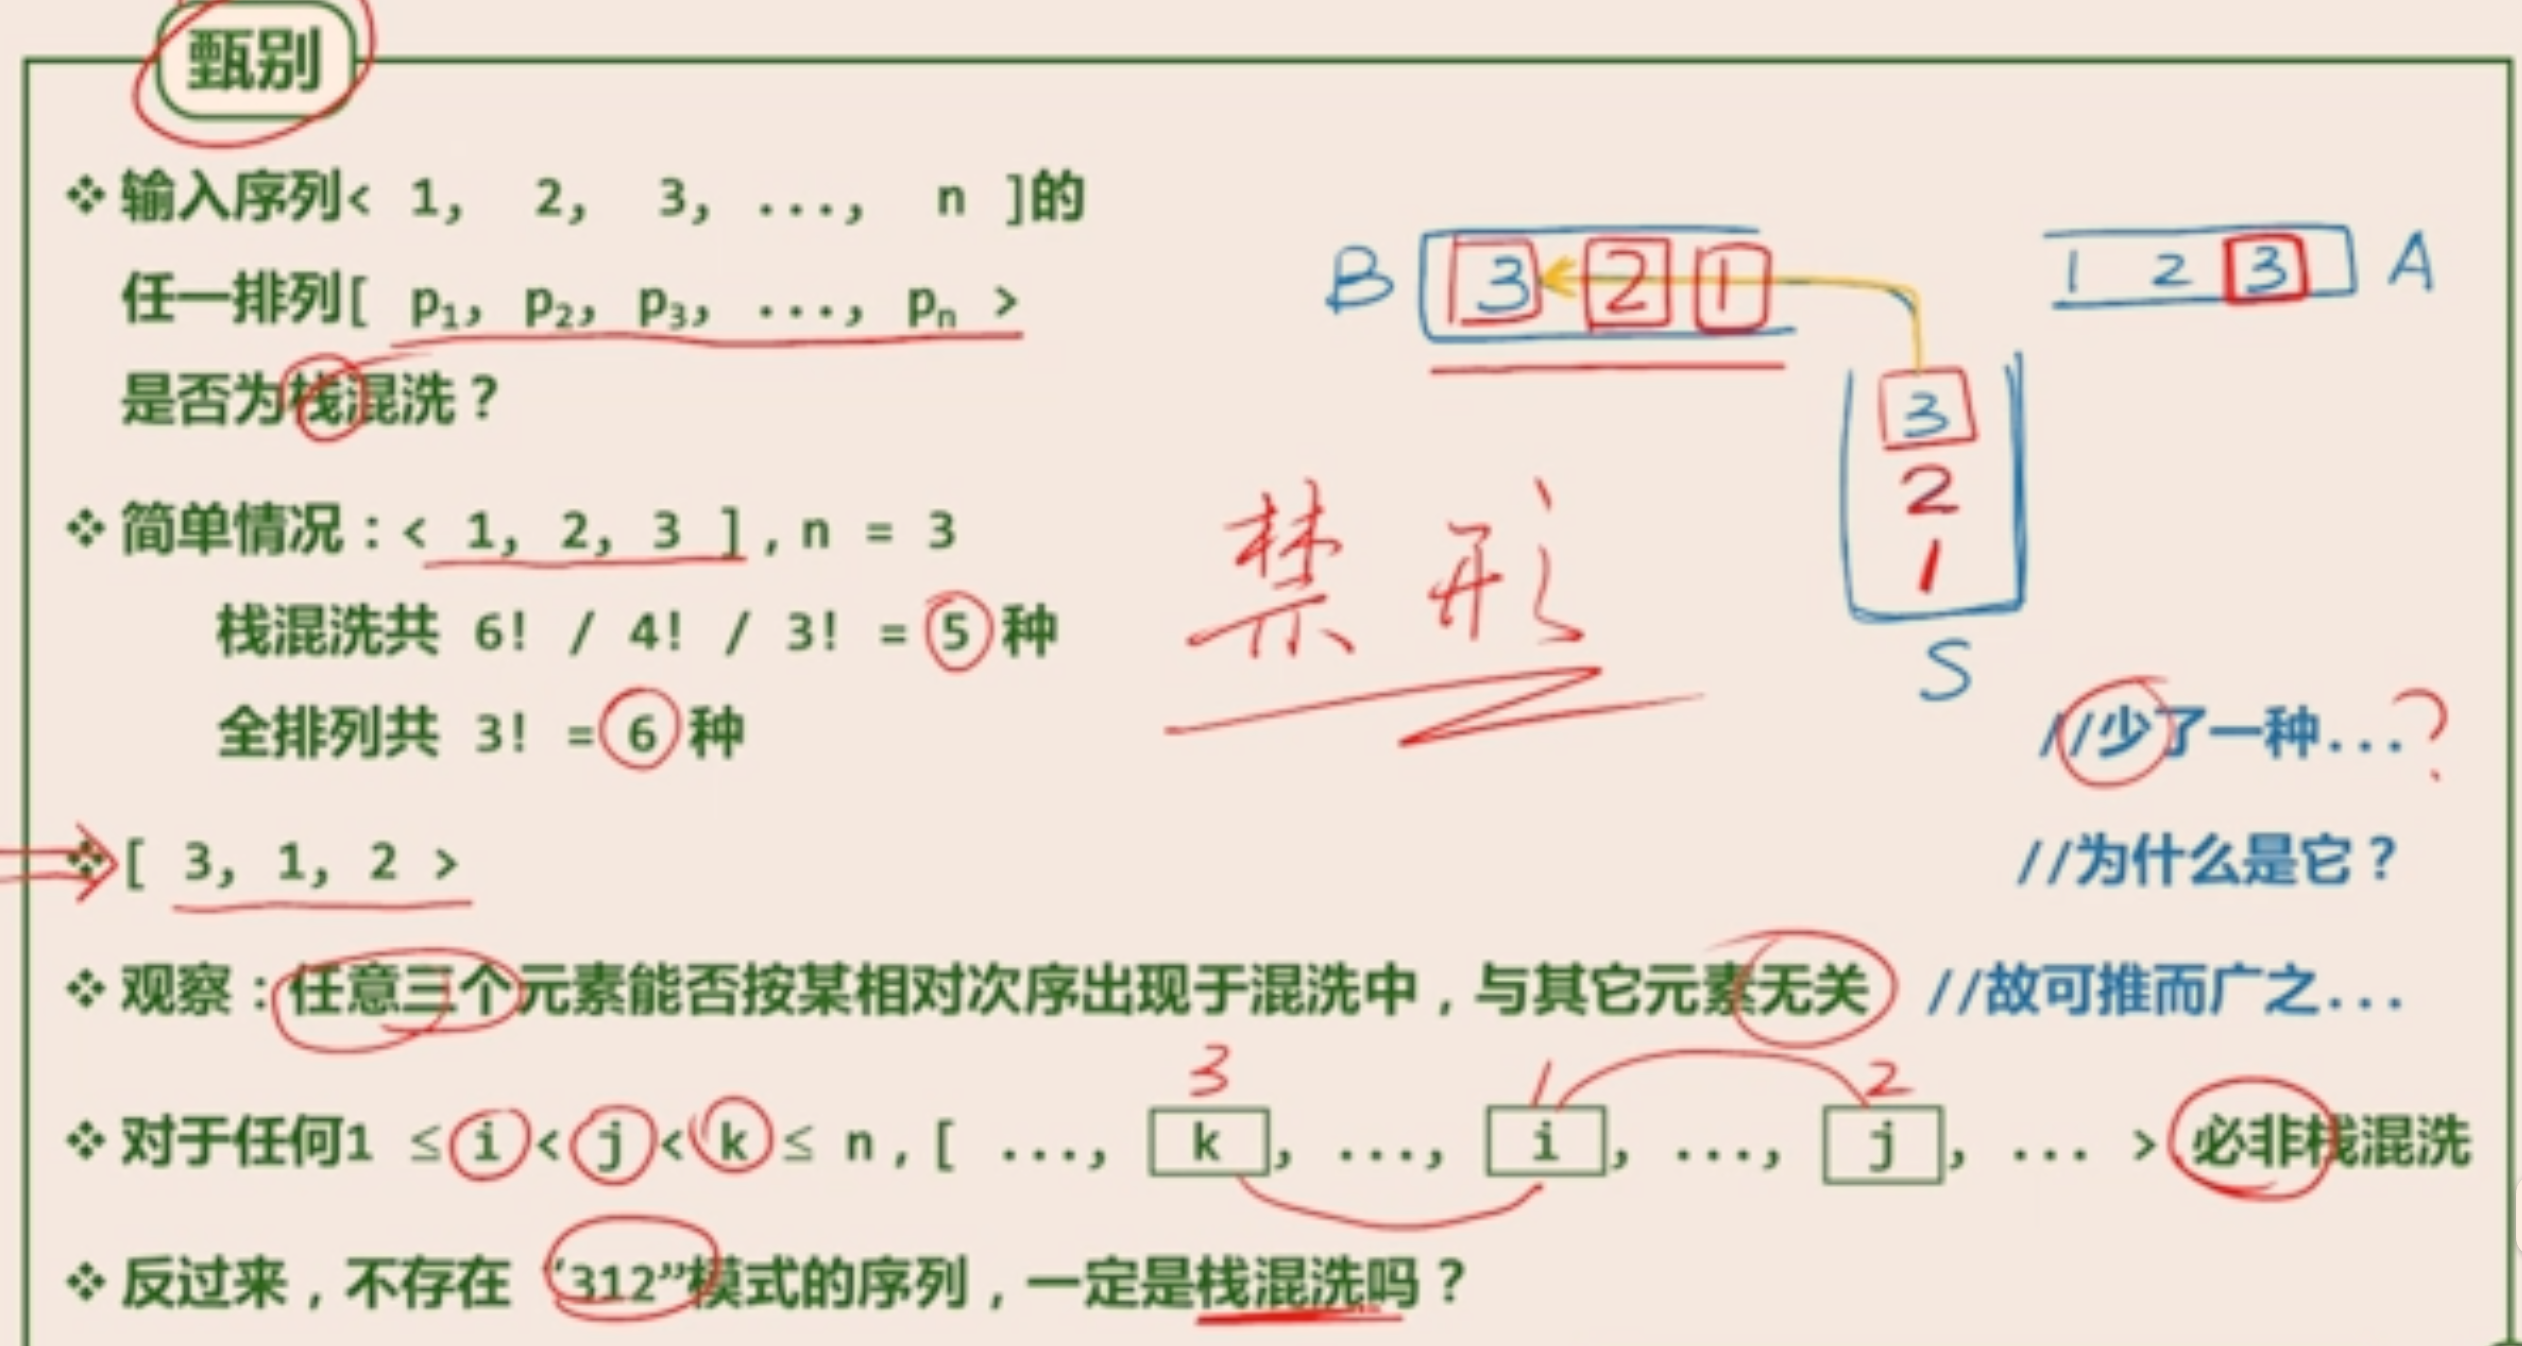 甄别
❖ 输入序列< 1, 2, 3, ..., n ]的
任一排列[ p₁, p₂, p₃, ..., pₙ >
是否为栈混洗？
B 3 2 1
1 2 3 A
3
2
1
S
❖ 简单情况：< 1, 2, 3 ], n = 3
栈混洗共 6! / 4! / 3! = 5 种
禁形
全排列共 3! = 6 种 //少了一种...?
❖ [ 3, 1, 2 > //为什么是它？
❖ 观察：任意三个元素能否按某相对次序出现于混洗中，与其它元素无关 //故可推而广之...
3 1 2
❖ 对于任何1 ≤ i < j < k ≤ n, [ ..., k, ..., i, ..., j, ... > 必非栈混洗
❖ 反过来，不存在“312”模式的序列，一定是栈混洗吗？